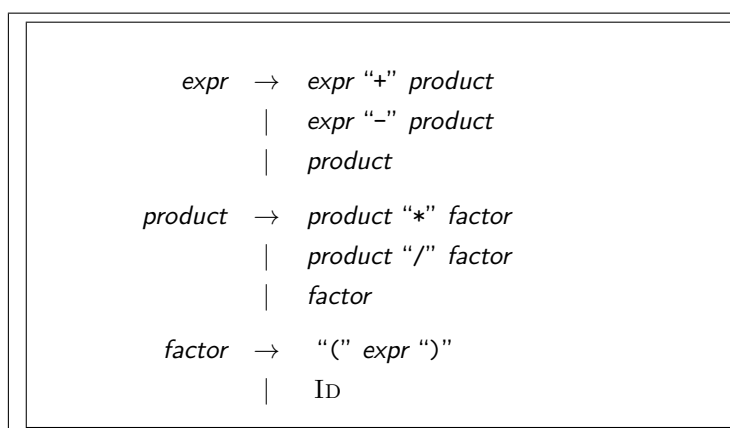 expr → expr “+” product
| expr “-” product
| product
product → product “*” factor
| product “/” factor
| factor
factor → “(” expr “)”
| ID